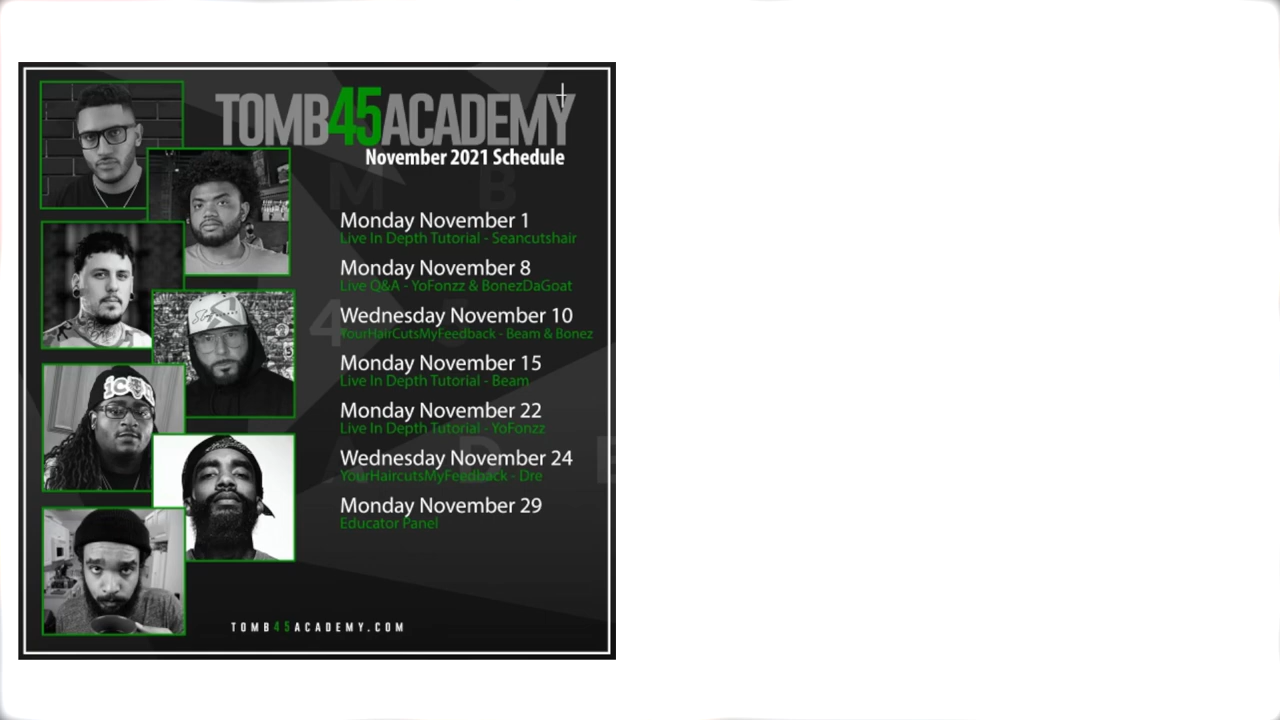 TOMB45ACADEMY
November 2021 Schedule
Monday November 1
Live In Depth Tutorial - Seancutshair
Monday November 8
Live Q&A - YoFonzz & BonezDaGoat
Wednesday November 10
YourHairCutsMyFeedback - Beam & Bonez
Monday November 15
Live In Depth Tutorial - Beam
Monday November 22
Live In Depth Tutorial - YoFonzz
Wednesday November 24
YourHaircutsMyFeedback - Dre
Monday November 29
Educator Panel
TOMB45ACADEMY.COM